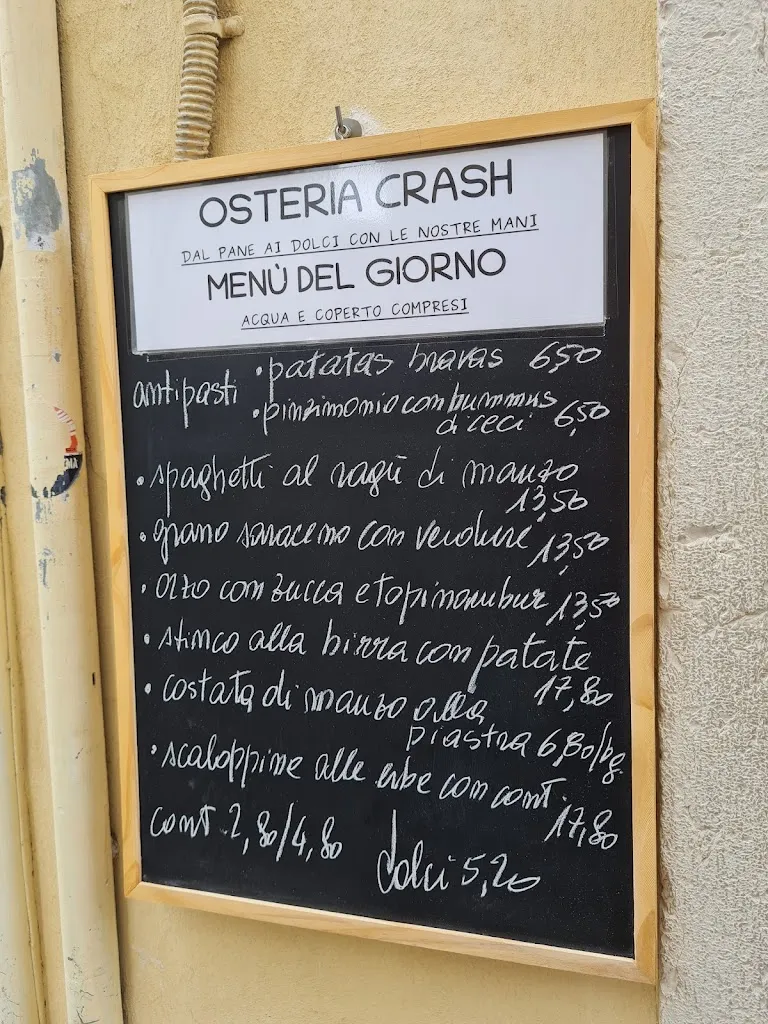 OSTERIA CRASH
DAL PANE AI DOLCI CON LE NOSTRE MANI
MENÙ DEL GIORNO
ACQUA E COPERTO COMPRESI
antipasti • patatas bravas 6,50
• pinzimonio con hummus
di ceci 6,50
• spaghetti al ragù di manzo
13,50
• grano saraceno con verdure 13,50
• orzo con zucca e topinambur 13,50
• stinco alla birra con patate
17,80
• costata di manzo alla
piastra 6,80/hg.
• scaloppine alle erbe con cont.
17,80
cont. 2,80/4,80
dolci 5,20